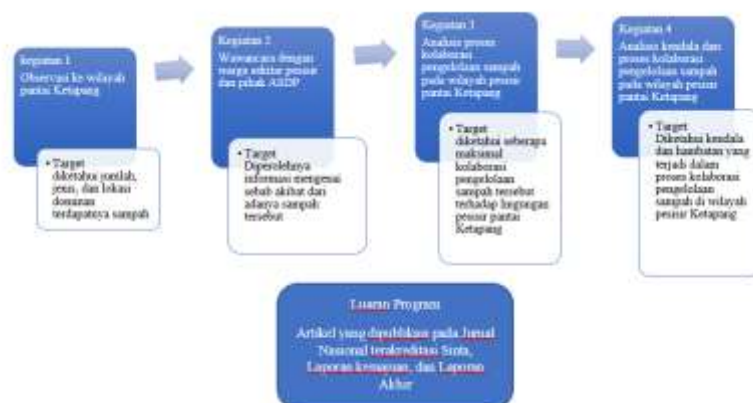 kegiatan 1
Observasi ke wilayah
pantai Ketapang
• Target
diketahui jumlah,
jenis, dan lokasi
dominan
terdapatnya sampah
Kegiatan 2
Wawancara dengan
warga sekitar pesisir
dan pihak ASDP
• Target
Diperolehnya
informasi mengenai
sebab akibat dari
adanya sampah
tersebut
Kegiatan 3
Analisis proses
kolaborasi
pengelolaan sampah
pada wilayah pesisir
pantai Ketapang
• Target
diketahui seberapa
maksimal
kolaborasi
pengelolaan
sampah tersebut
terhadap lingungan
pesisir pantai
Ketapang
Kegiatan 4
Analisis kendala dan
proses kolaborasi
pengelolaan sampah
pada wilayah pesisir
pantai Ketapang
• Target
Diketahui kendala
dan hambatan yang
terjadi dalam
proses kolaborasi
pengelolaan
sampah di wilayah
pesisir Ketapang
Luaran Program
Artikel yang dipublikasi pada Jurnal
Nasional terakreditasi Sinta,
Laporan kemajuan, dan Laporan
Akhir